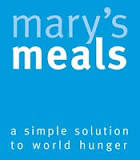 mary's
meals
a simple solution
to world hunger